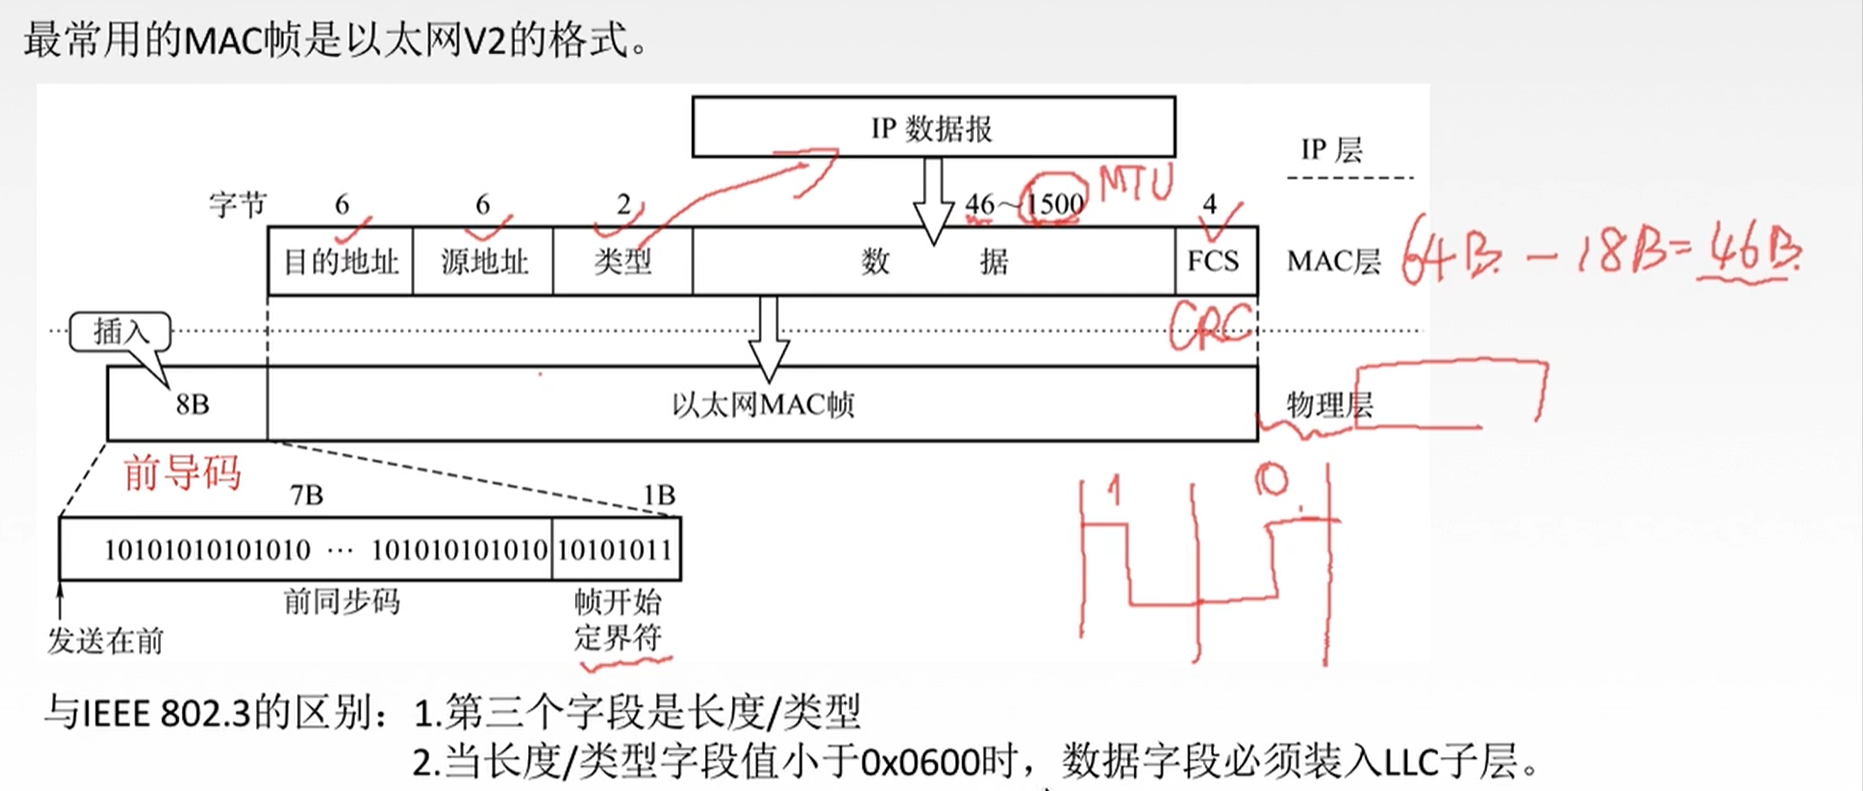 最常用的MAC帧是以太网V2的格式。
IP 数据报
IP 层
字节 6 6 2 46～1500 MTU 4
目的地址 源地址 类型 数 据 FCS MAC层 64B - 18B = 46B
CRC
插入
8B 以太网MAC帧 物理层
前导码
7B 1B
1 0
10101010101010 ··· 101010101010 10101011
前同步码 帧开始
定界符
发送在前
与IEEE 802.3的区别：1.第三个字段是长度/类型
2.当长度/类型字段值小于0x0600时，数据字段必须装入LLC子层。